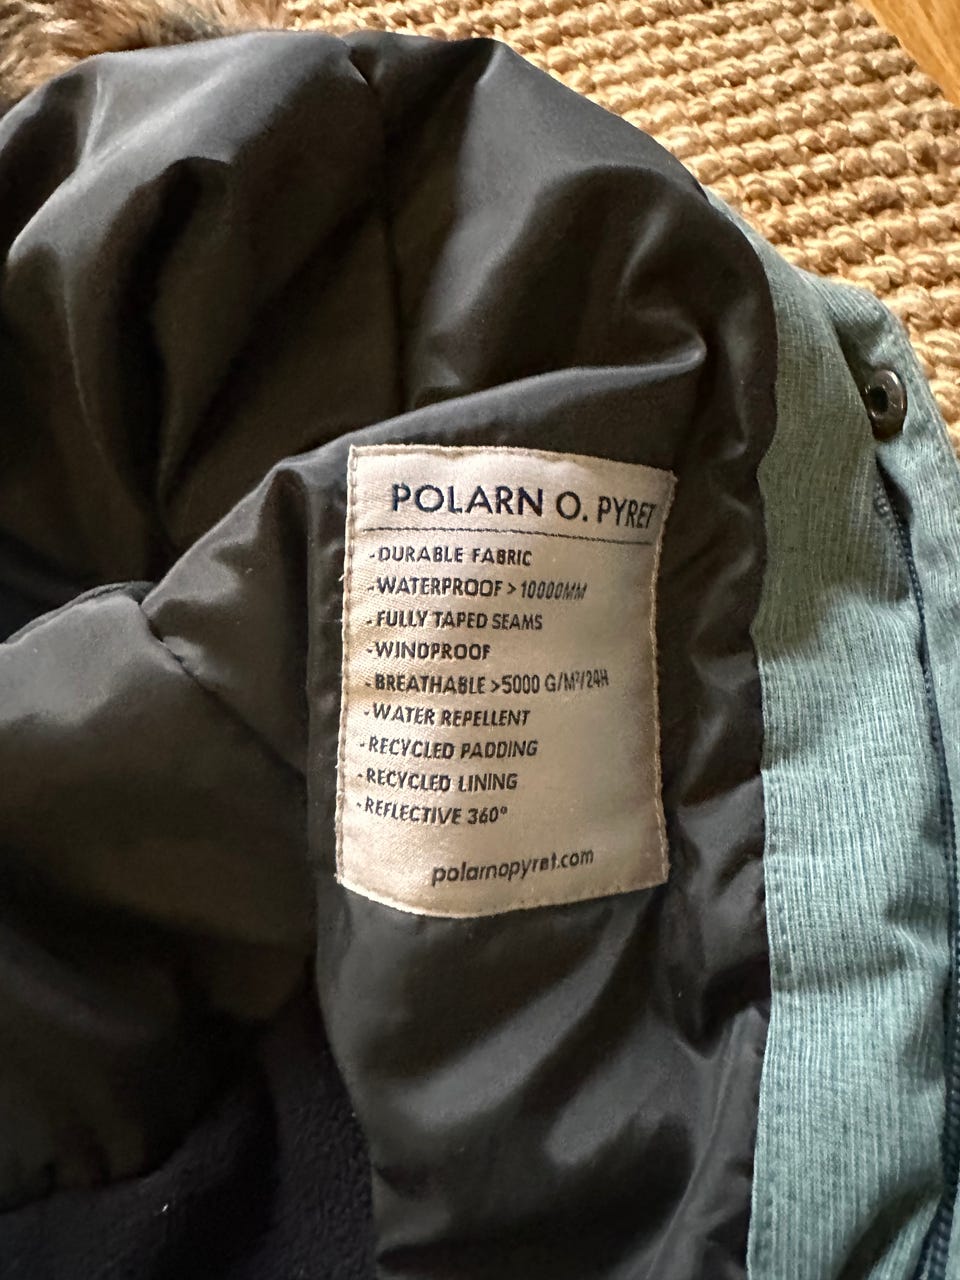 POLARN O. PYRET
-DURABLE FABRIC
-WATERPROOF >10000MM
-FULLY TAPED SEAMS
-WINDPROOF
-BREATHABLE >5000 G/M²/24H
-WATER REPELLENT
-RECYCLED PADDING
-RECYCLED LINING
-REFLECTIVE 360°
polarnopyret.com